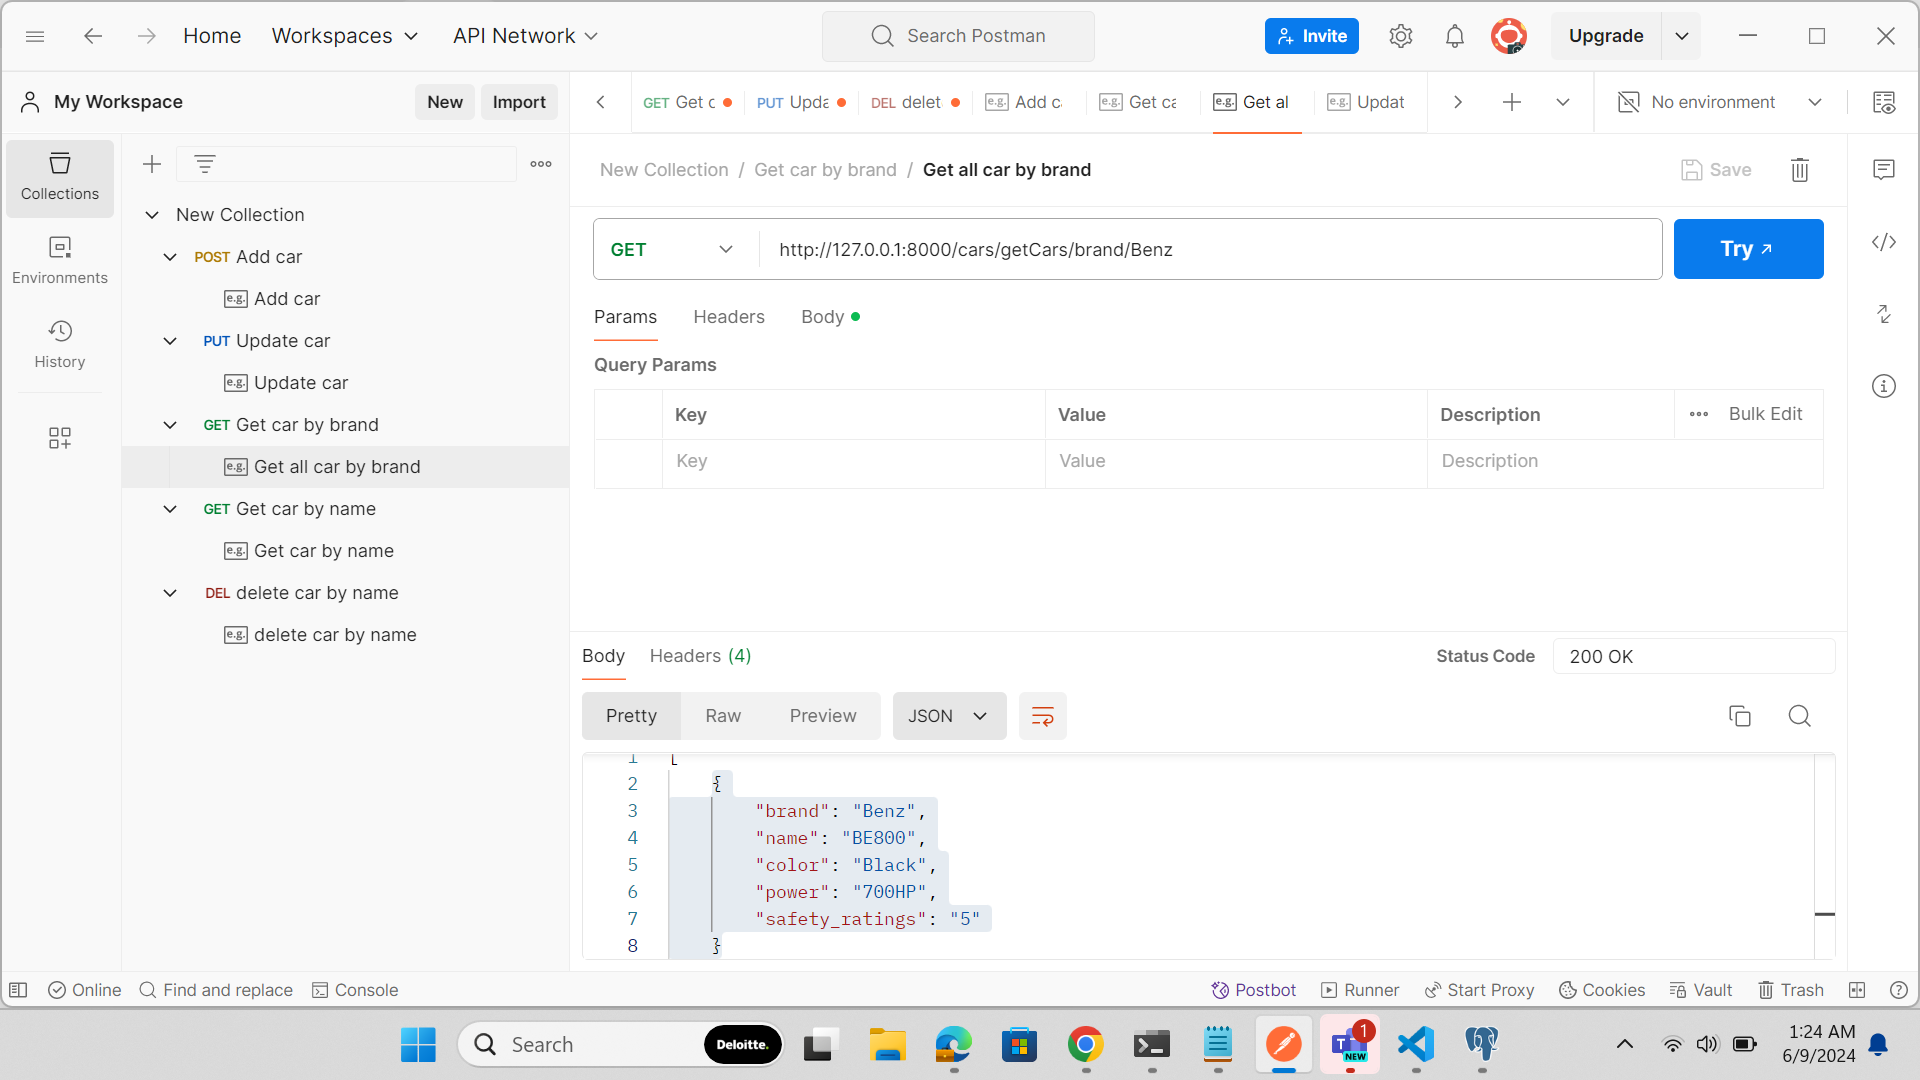 Home Workspaces API Network Search Postman Invite Upgrade
My Workspace New Import GET Get c PUT Upda DEL delet e.g. Add c e.g. Get ca e.g. Get al e.g. Updat No environment
Collections
Environments
History
New Collection
POST Add car
e.g. Add car
PUT Update car
e.g. Update car
GET Get car by brand
e.g. Get all car by brand
GET Get car by name
e.g. Get car by name
DEL delete car by name
e.g. delete car by name
New Collection / Get car by brand / Get all car by brand Save
GET http://127.0.0.1:8000/cars/getCars/brand/Benz Try
Params Headers Body
Query Params
Key Value Description Bulk Edit
Key Value Description
Body Headers (4) Status Code 200 OK
Pretty Raw Preview JSON
1 [
2 {
3 "brand": "Benz",
4 "name": "BE800",
5 "color": "Black",
6 "power": "700HP",
7 "safety_ratings": "5"
8 }
Online Find and replace Console Postbot Runner Start Proxy Cookies Vault Trash
Search Deloitte. 1 NEW 1:24 AM
6/9/2024